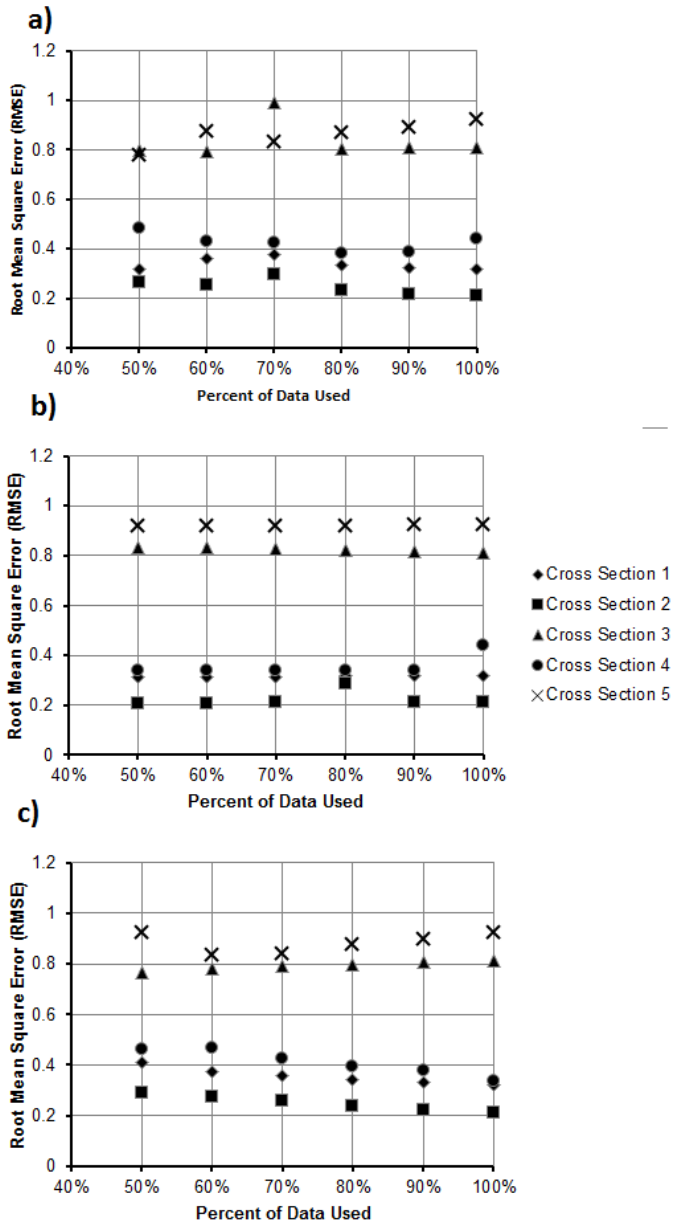 a)
Root Mean Square Error (RMSE)
1.2
1
0.8
0.6
0.4
0.2
0
40% 50% 60% 70% 80% 90% 100%
Percent of Data Used
b)
Root Mean Square Error (RMSE)
1.2
1
0.8
0.6
0.4
0.2
0
40% 50% 60% 70% 80% 90% 100%
Percent of Data Used
Cross Section 1
Cross Section 2
Cross Section 3
Cross Section 4
Cross Section 5
c)
Root Mean Square Error (RMSE)
1.2
1
0.8
0.6
0.4
0.2
0
40% 50% 60% 70% 80% 90% 100%
Percent of Data Used